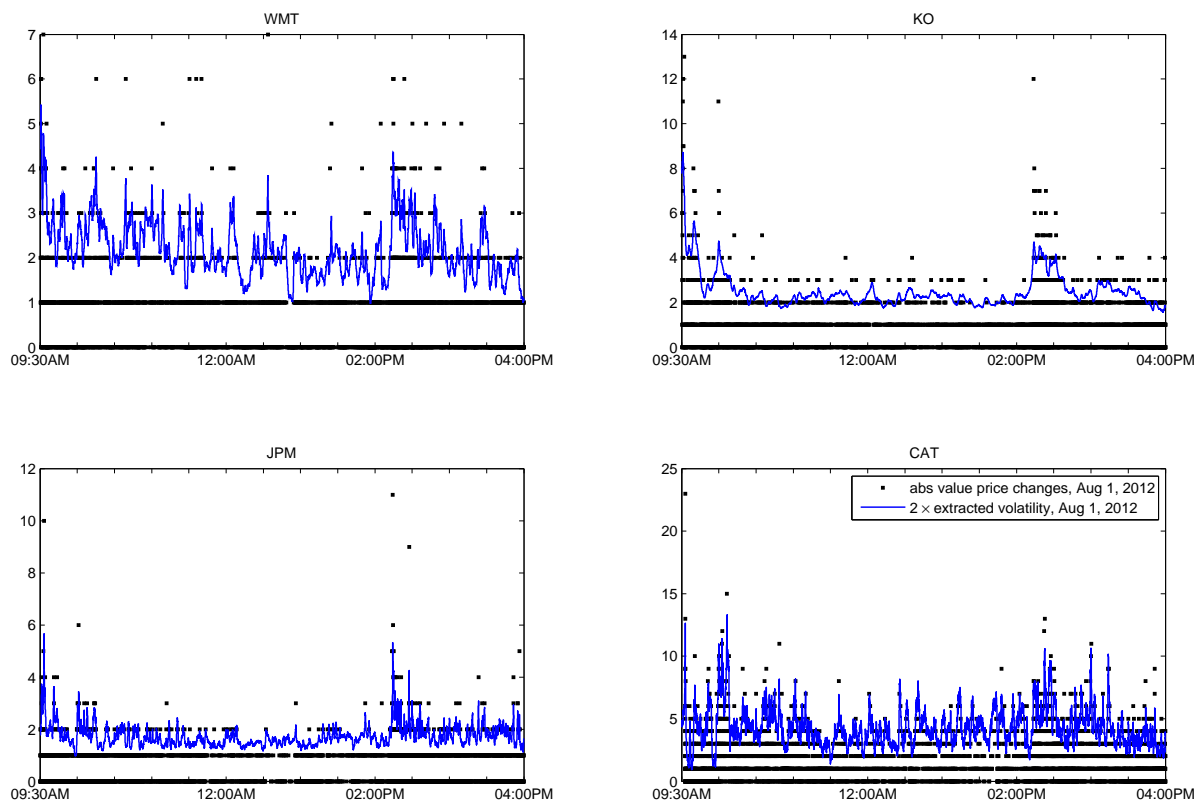 WMT
7
6
5
4
3
2
1
0
09:30AM 12:00AM 02:00PM 04:00PM
KO
14
12
10
8
6
4
2
0
09:30AM 12:00AM 02:00PM 04:00PM
JPM
12
10
8
6
4
2
0
09:30AM 12:00AM 02:00PM 04:00PM
CAT
25
20
15
10
5
0
abs value price changes, Aug 1, 2012
2 × extracted volatility, Aug 1, 2012
09:30AM 12:00AM 02:00PM 04:00PM